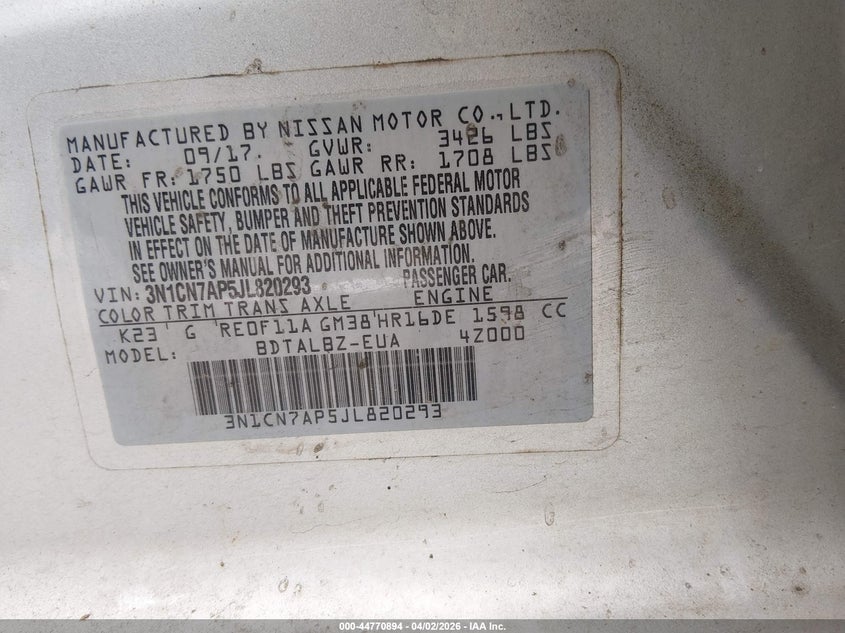 MANUFACTURED BY NISSAN MOTOR CO.,LTD.
DATE: 09/17. GVWR: 3426 LBS
GAWR FR: 1750 LBS GAWR RR: 1708 LBS
THIS VEHICLE CONFORMS TO ALL APPLICABLE FEDERAL MOTOR
VEHICLE SAFETY, BUMPER AND THEFT PREVENTION STANDARDS
IN EFFECT ON THE DATE OF MANUFACTURE SHOWN ABOVE.
SEE OWNER'S MANUAL FOR ADDITIONAL INFORMATION.
VIN: 3N1CN7AP5JL820293 PASSENGER CAR.
COLOR TRIM TRANS AXLE ENGINE
K23 G RE0F11A GM38 HR16DE 1598 CC
MODEL: BDTALBZ-EUA 4Z000
3N1CN7AP5JL820293
000-44770894 - 04/02/2026 - IAA Inc.